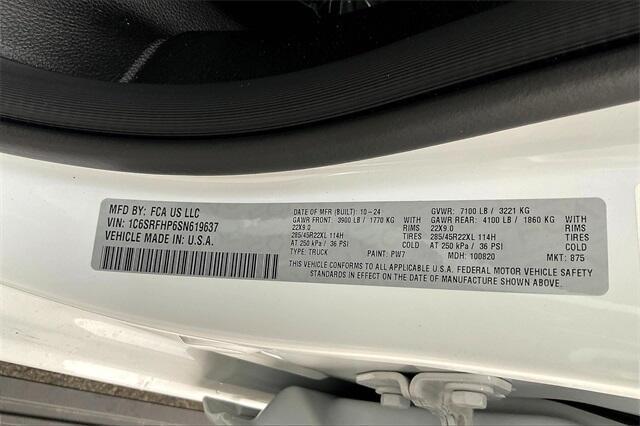 MFD BY: FCA US LLC
VIN: 1C6SRFHP6SN619637
VEHICLE MADE IN: U.S.A.
DATE OF MFR (BUILT): 10-24 GVWR: 7100 LB / 3221 KG
GAWR FRONT: 3900 LB / 1770 KG WITH GAWR REAR: 4100 LB / 1860 KG WITH
22X9.0 RIMS 22X9.0 RIMS
285/45R22XL 114H TIRES 285/45R22XL 114H TIRES
AT 250 kPa / 36 PSI COLD AT 250 kPa / 36 PSI COLD
TYPE: TRUCK PAINT: PW7 MDH: 100820 MKT: 875
THIS VEHICLE CONFORMS TO ALL APPLICABLE U.S.A. FEDERAL MOTOR VEHICLE SAFETY
STANDARDS IN EFFECT ON THE DATE OF MANUFACTURE SHOWN ABOVE.